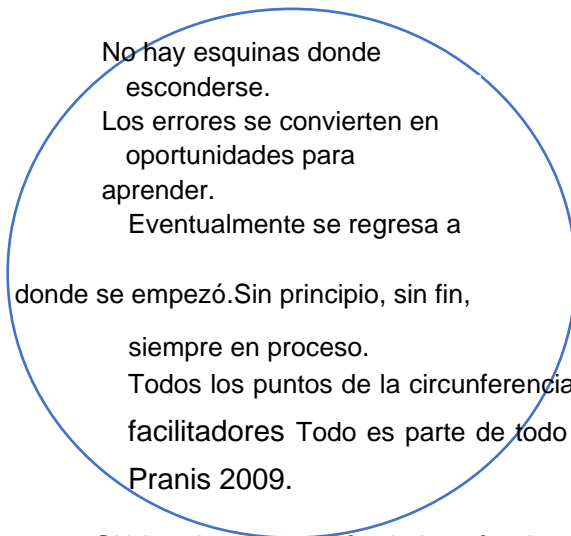 No hay esquinas donde
esconderse.
Los errores se convierten en
oportunidades para
aprender.
Eventualmente se regresa a
donde se empezó.Sin principio, sin fin,
siempre en proceso.
Todos los puntos de la circunferencia
facilitadores Todo es parte de todo
Pranis 2009.